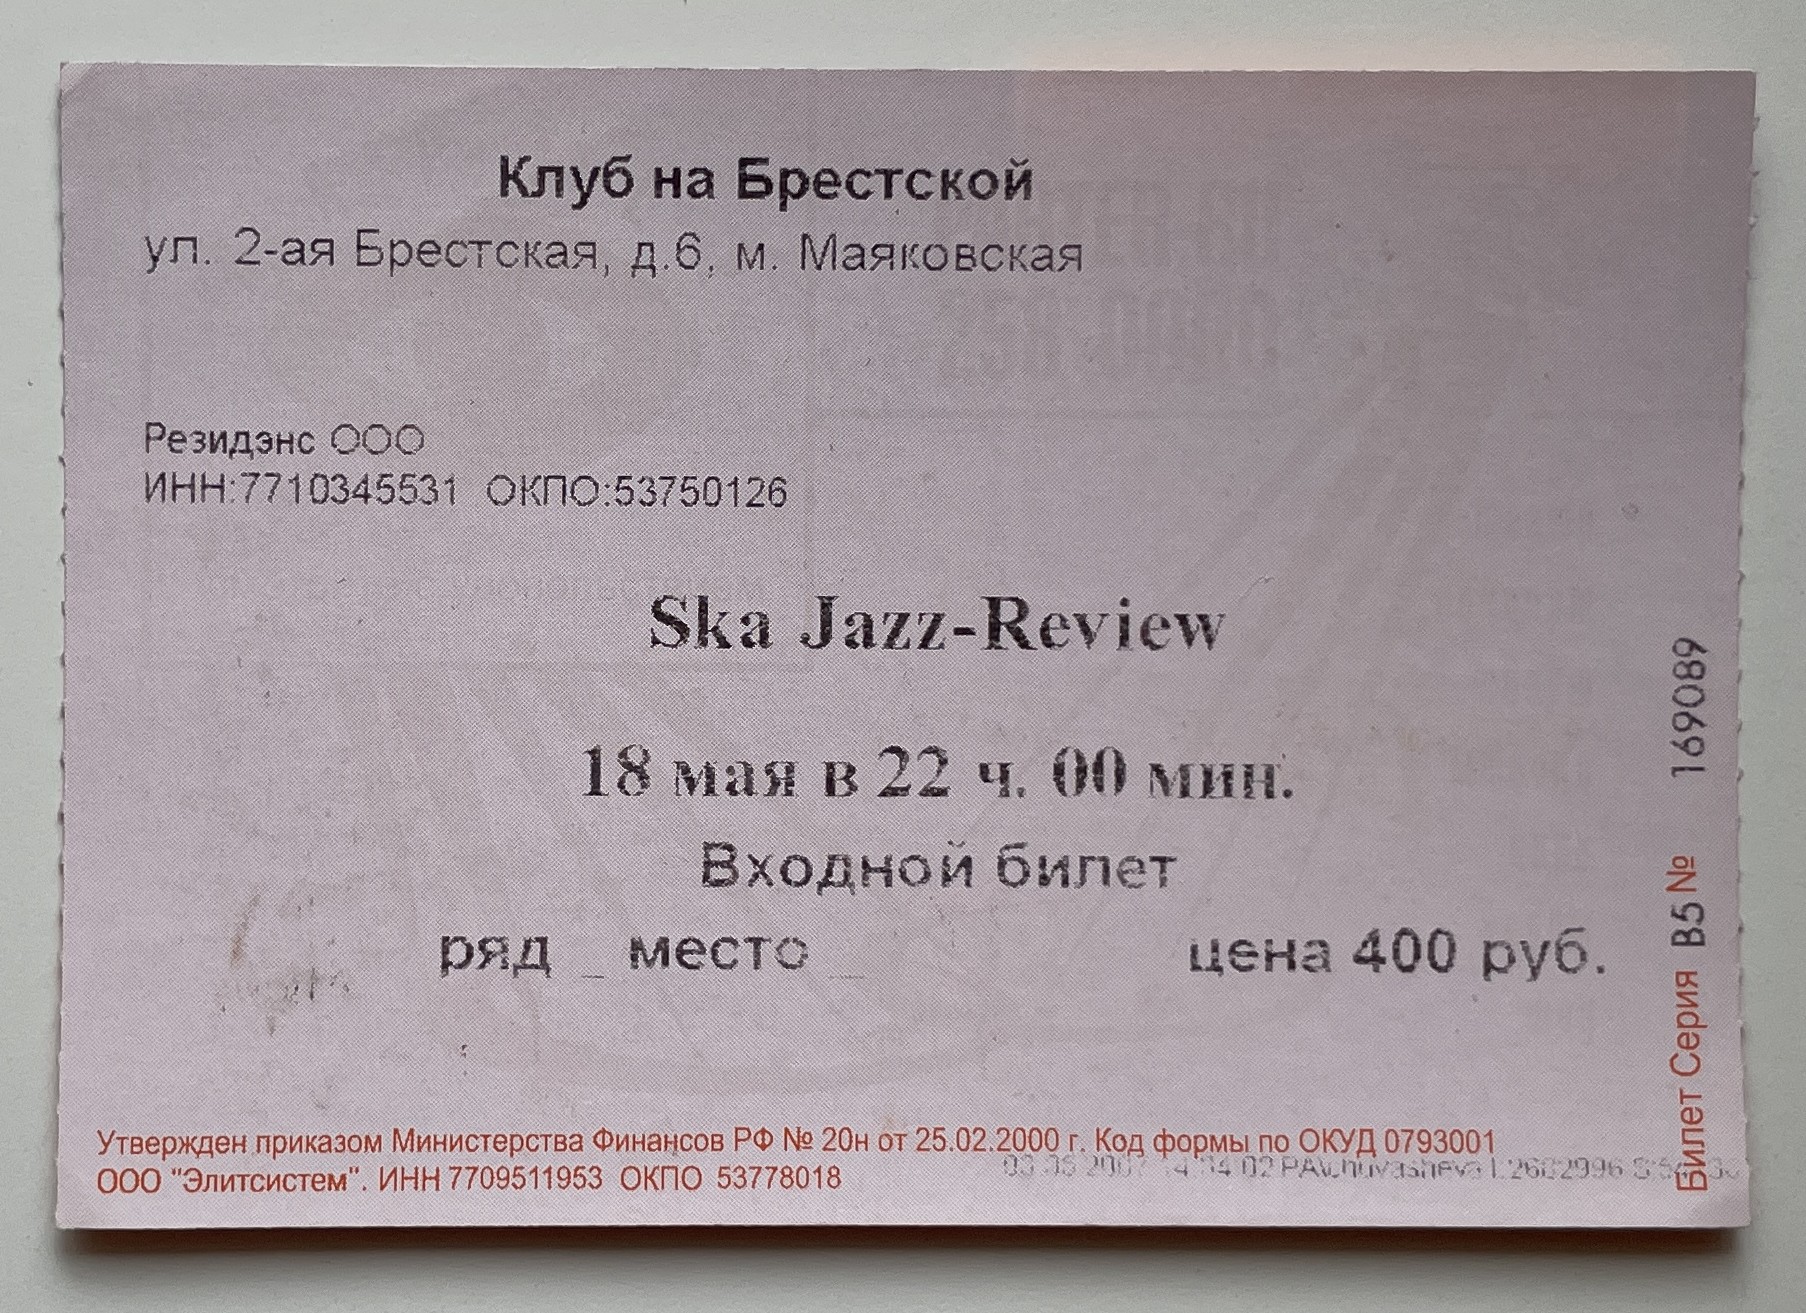 Клуб на Брестской
ул. 2-ая Брестская, д.6, м. Маяковская
Резидэнс ООО
ИНН:7710345531 ОКПО:53750126
Ska Jazz-Review
18 мая в 22 ч. 00 мин.
Входной билет
ряд _ место _ цена 400 руб.
Утвержден приказом Министерства Финансов РФ № 20н от 25.02.2000 г. Код формы по ОКУД 0793001
ООО "Элитсистем". ИНН 7709511953 ОКПО 53778018
Билет Серия В5 № 169089